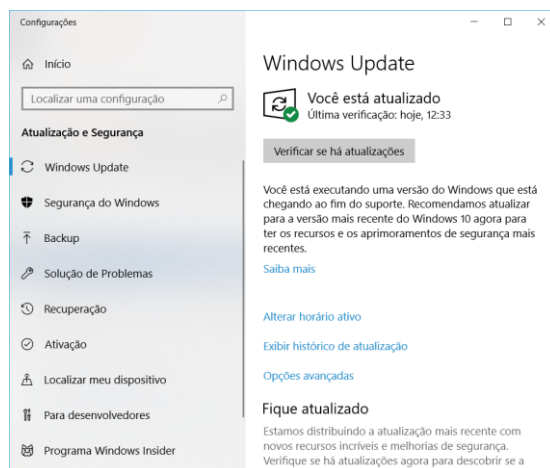 Configurações
Início
Localizar uma configuração
Atualização e Segurança
Windows Update
Segurança do Windows
Backup
Solução de Problemas
Recuperação
Ativação
Localizar meu dispositivo
Para desenvolvedores
Programa Windows Insider
Windows Update
Você está atualizado
Última verificação: hoje, 12:33
Verificar se há atualizações
Você está executando uma versão do Windows que está
chegando ao fim do suporte. Recomendamos atualizar
para a versão mais recente do Windows 10 agora para
ter os recursos e os aprimoramentos de segurança mais
recentes.
Saiba mais
Alterar horário ativo
Exibir histórico de atualização
Opções avançadas
Fique atualizado
Estamos distribuindo a atualização mais recente com
novos recursos incríveis e melhorias de segurança.
Verifique se há atualizações agora para descobrir se a